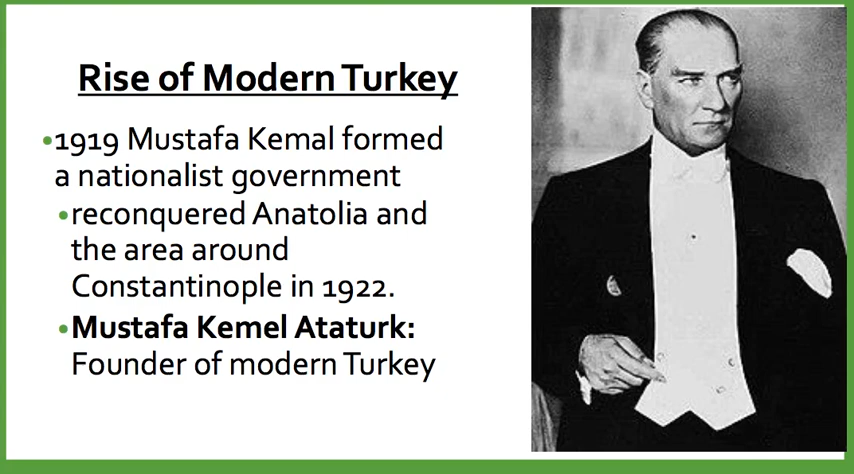 Rise of Modern Turkey
•1919 Mustafa Kemal formed
a nationalist government
•reconquered Anatolia and
the area around
Constantinople in 1922.
•Mustafa Kemel Ataturk:
Founder of modern Turkey